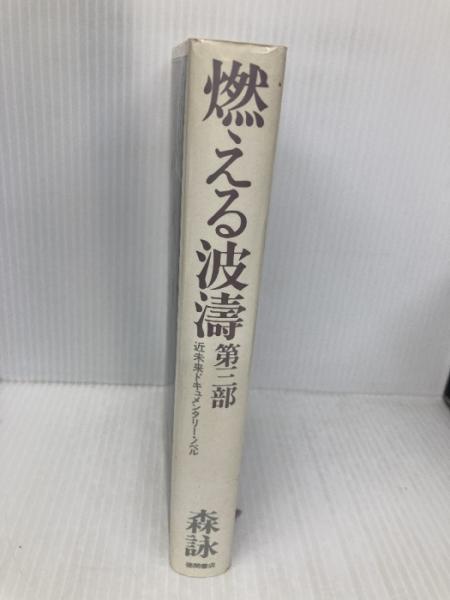 燃える波濤
第三部
近未来ドキュメンタリーノベル
森詠
徳間書店